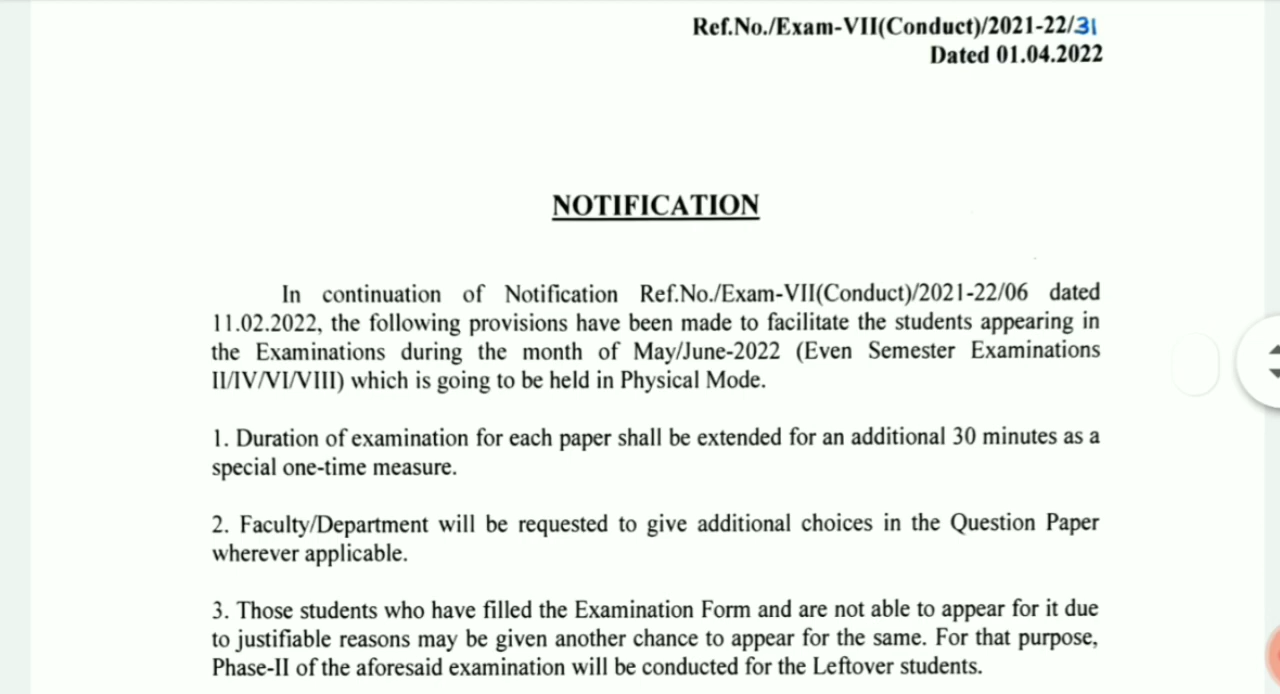 Ref.No./Exam-VII(Conduct)/2021-22/31
Dated 01.04.2022
NOTIFICATION
In continuation of Notification Ref.No./Exam-VII(Conduct)/2021-22/06 dated
11.02.2022, the following provisions have been made to facilitate the students appearing in
the Examinations during the month of May/June-2022 (Even Semester Examinations
II/IV/VI/VIII) which is going to be held in Physical Mode.
1. Duration of examination for each paper shall be extended for an additional 30 minutes as a
special one-time measure.
2. Faculty/Department will be requested to give additional choices in the Question Paper
wherever applicable.
3. Those students who have filled the Examination Form and are not able to appear for it due
to justifiable reasons may be given another chance to appear for the same. For that purpose,
Phase-II of the aforesaid examination will be conducted for the Leftover students.